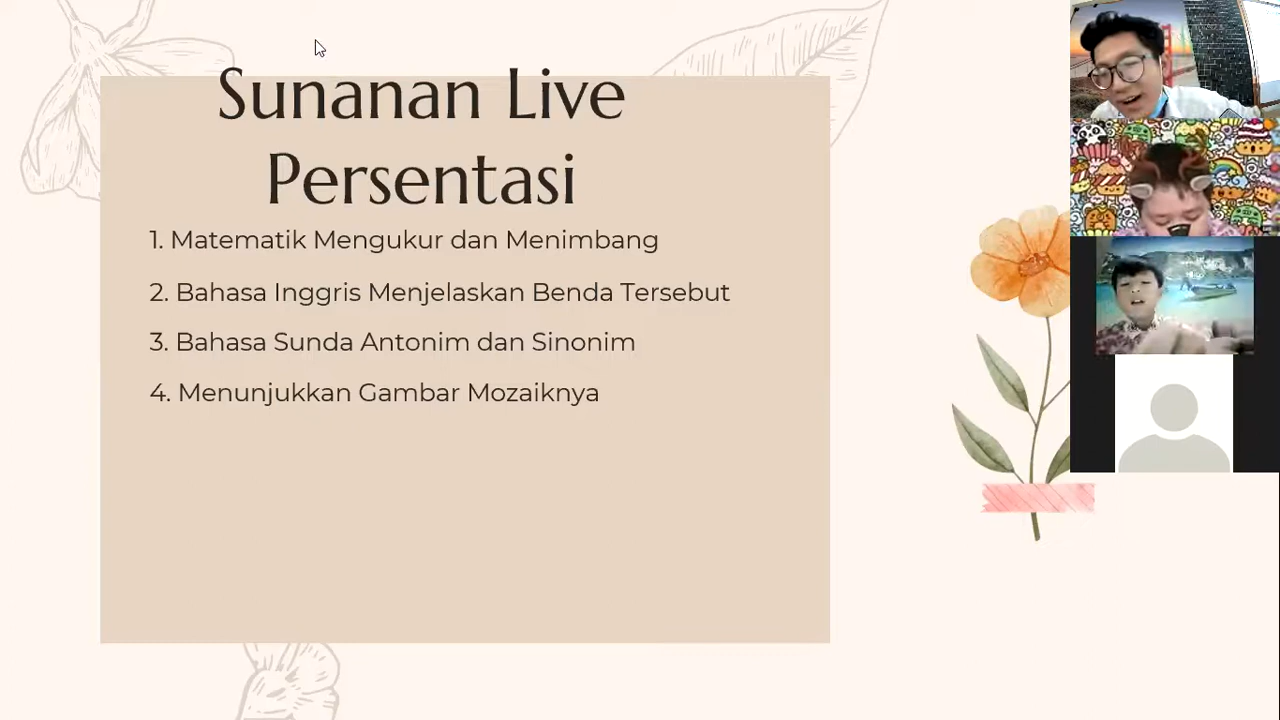 Sunanan Live
Persentasi
1. Matematik Mengukur dan Menimbang
2. Bahasa Inggris Menjelaskan Benda Tersebut
3. Bahasa Sunda Antonim dan Sinonim
4. Menunjukkan Gambar Mozaiknya